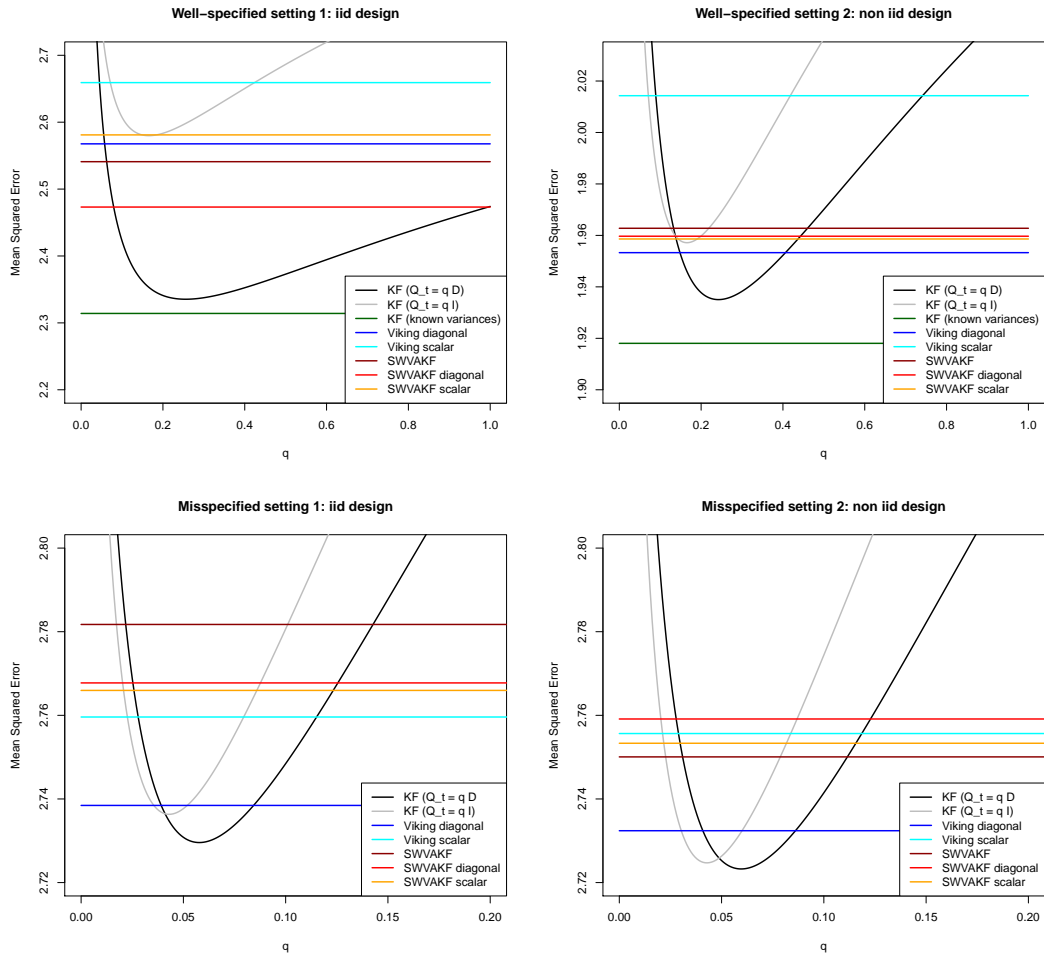 Well−specified setting 1: iid design
Mean Squared Error
2.7
2.6
2.5
2.4
2.3
2.2
KF (Q_t = q D)
KF (Q_t = q I)
KF (known variances)
Viking diagonal
Viking scalar
SWVAKF
SWVAKF diagonal
SWVAKF scalar
0.0 0.2 0.4 0.6 0.8 1.0
q
Well−specified setting 2: non iid design
Mean Squared Error
2.02
2.00
1.98
1.96
1.94
1.92
1.90
KF (Q_t = q D)
KF (Q_t = q I)
KF (known variances)
Viking diagonal
Viking scalar
SWVAKF
SWVAKF diagonal
SWVAKF scalar
0.0 0.2 0.4 0.6 0.8 1.0
q
Misspecified setting 1: iid design
Mean Squared Error
2.80
2.78
2.76
2.74
2.72
KF (Q_t = q D
KF (Q_t = q I)
Viking diagonal
Viking scalar
SWVAKF
SWVAKF diagonal
SWVAKF scalar
0.00 0.05 0.10 0.15 0.20
q
Misspecified setting 2: non iid design
Mean Squared Error
2.80
2.78
2.76
2.74
2.72
KF (Q_t = q D
KF (Q_t = q I)
Viking diagonal
Viking scalar
SWVAKF
SWVAKF diagonal
SWVAKF scalar
0.00 0.05 0.10 0.15 0.20
q